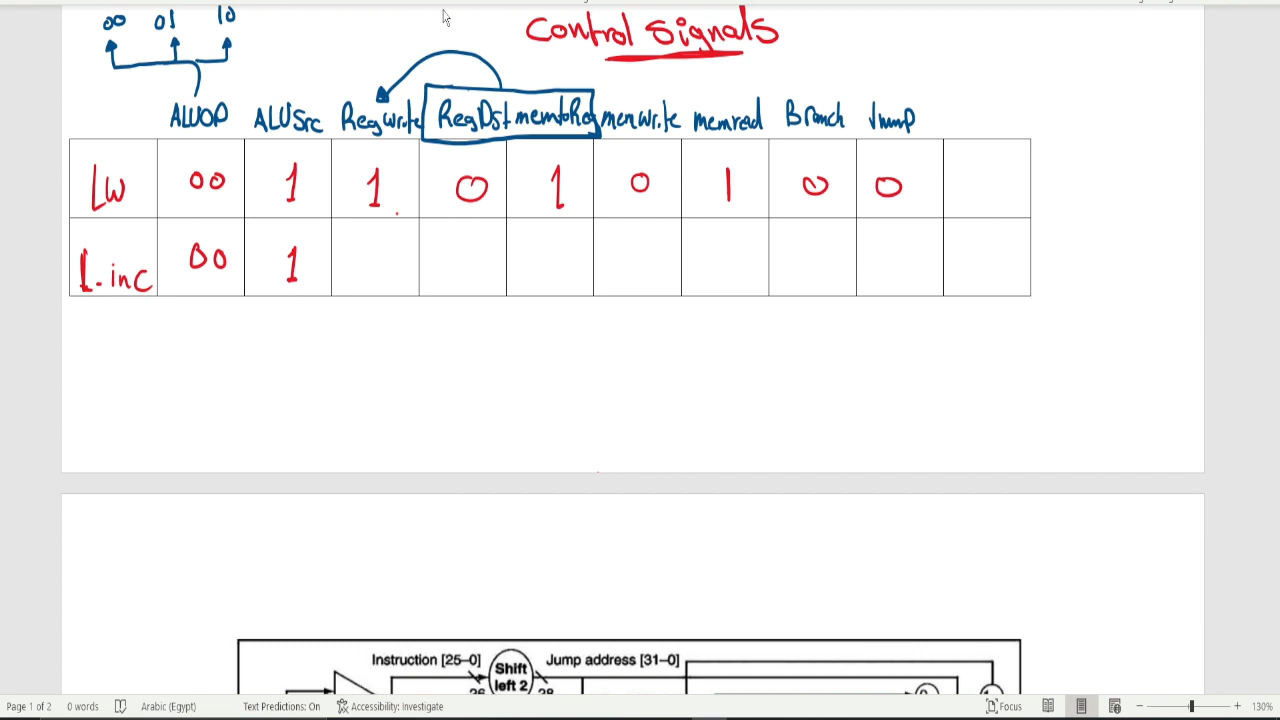 00 01 10
Control Signals
ALUOP ALUSrc RegWrite RegDst memtoReg memwrite memread Branch Jump
LW 00 1 1 0 1 0 1 0 0
l.inc 00 1
Instruction [25–0] Shift left 2 Jump address [31–0]
26 28
Page 1 of 2 0 words Arabic (Egypt) Text Predictions: On Accessibility: Investigate Focus 130%